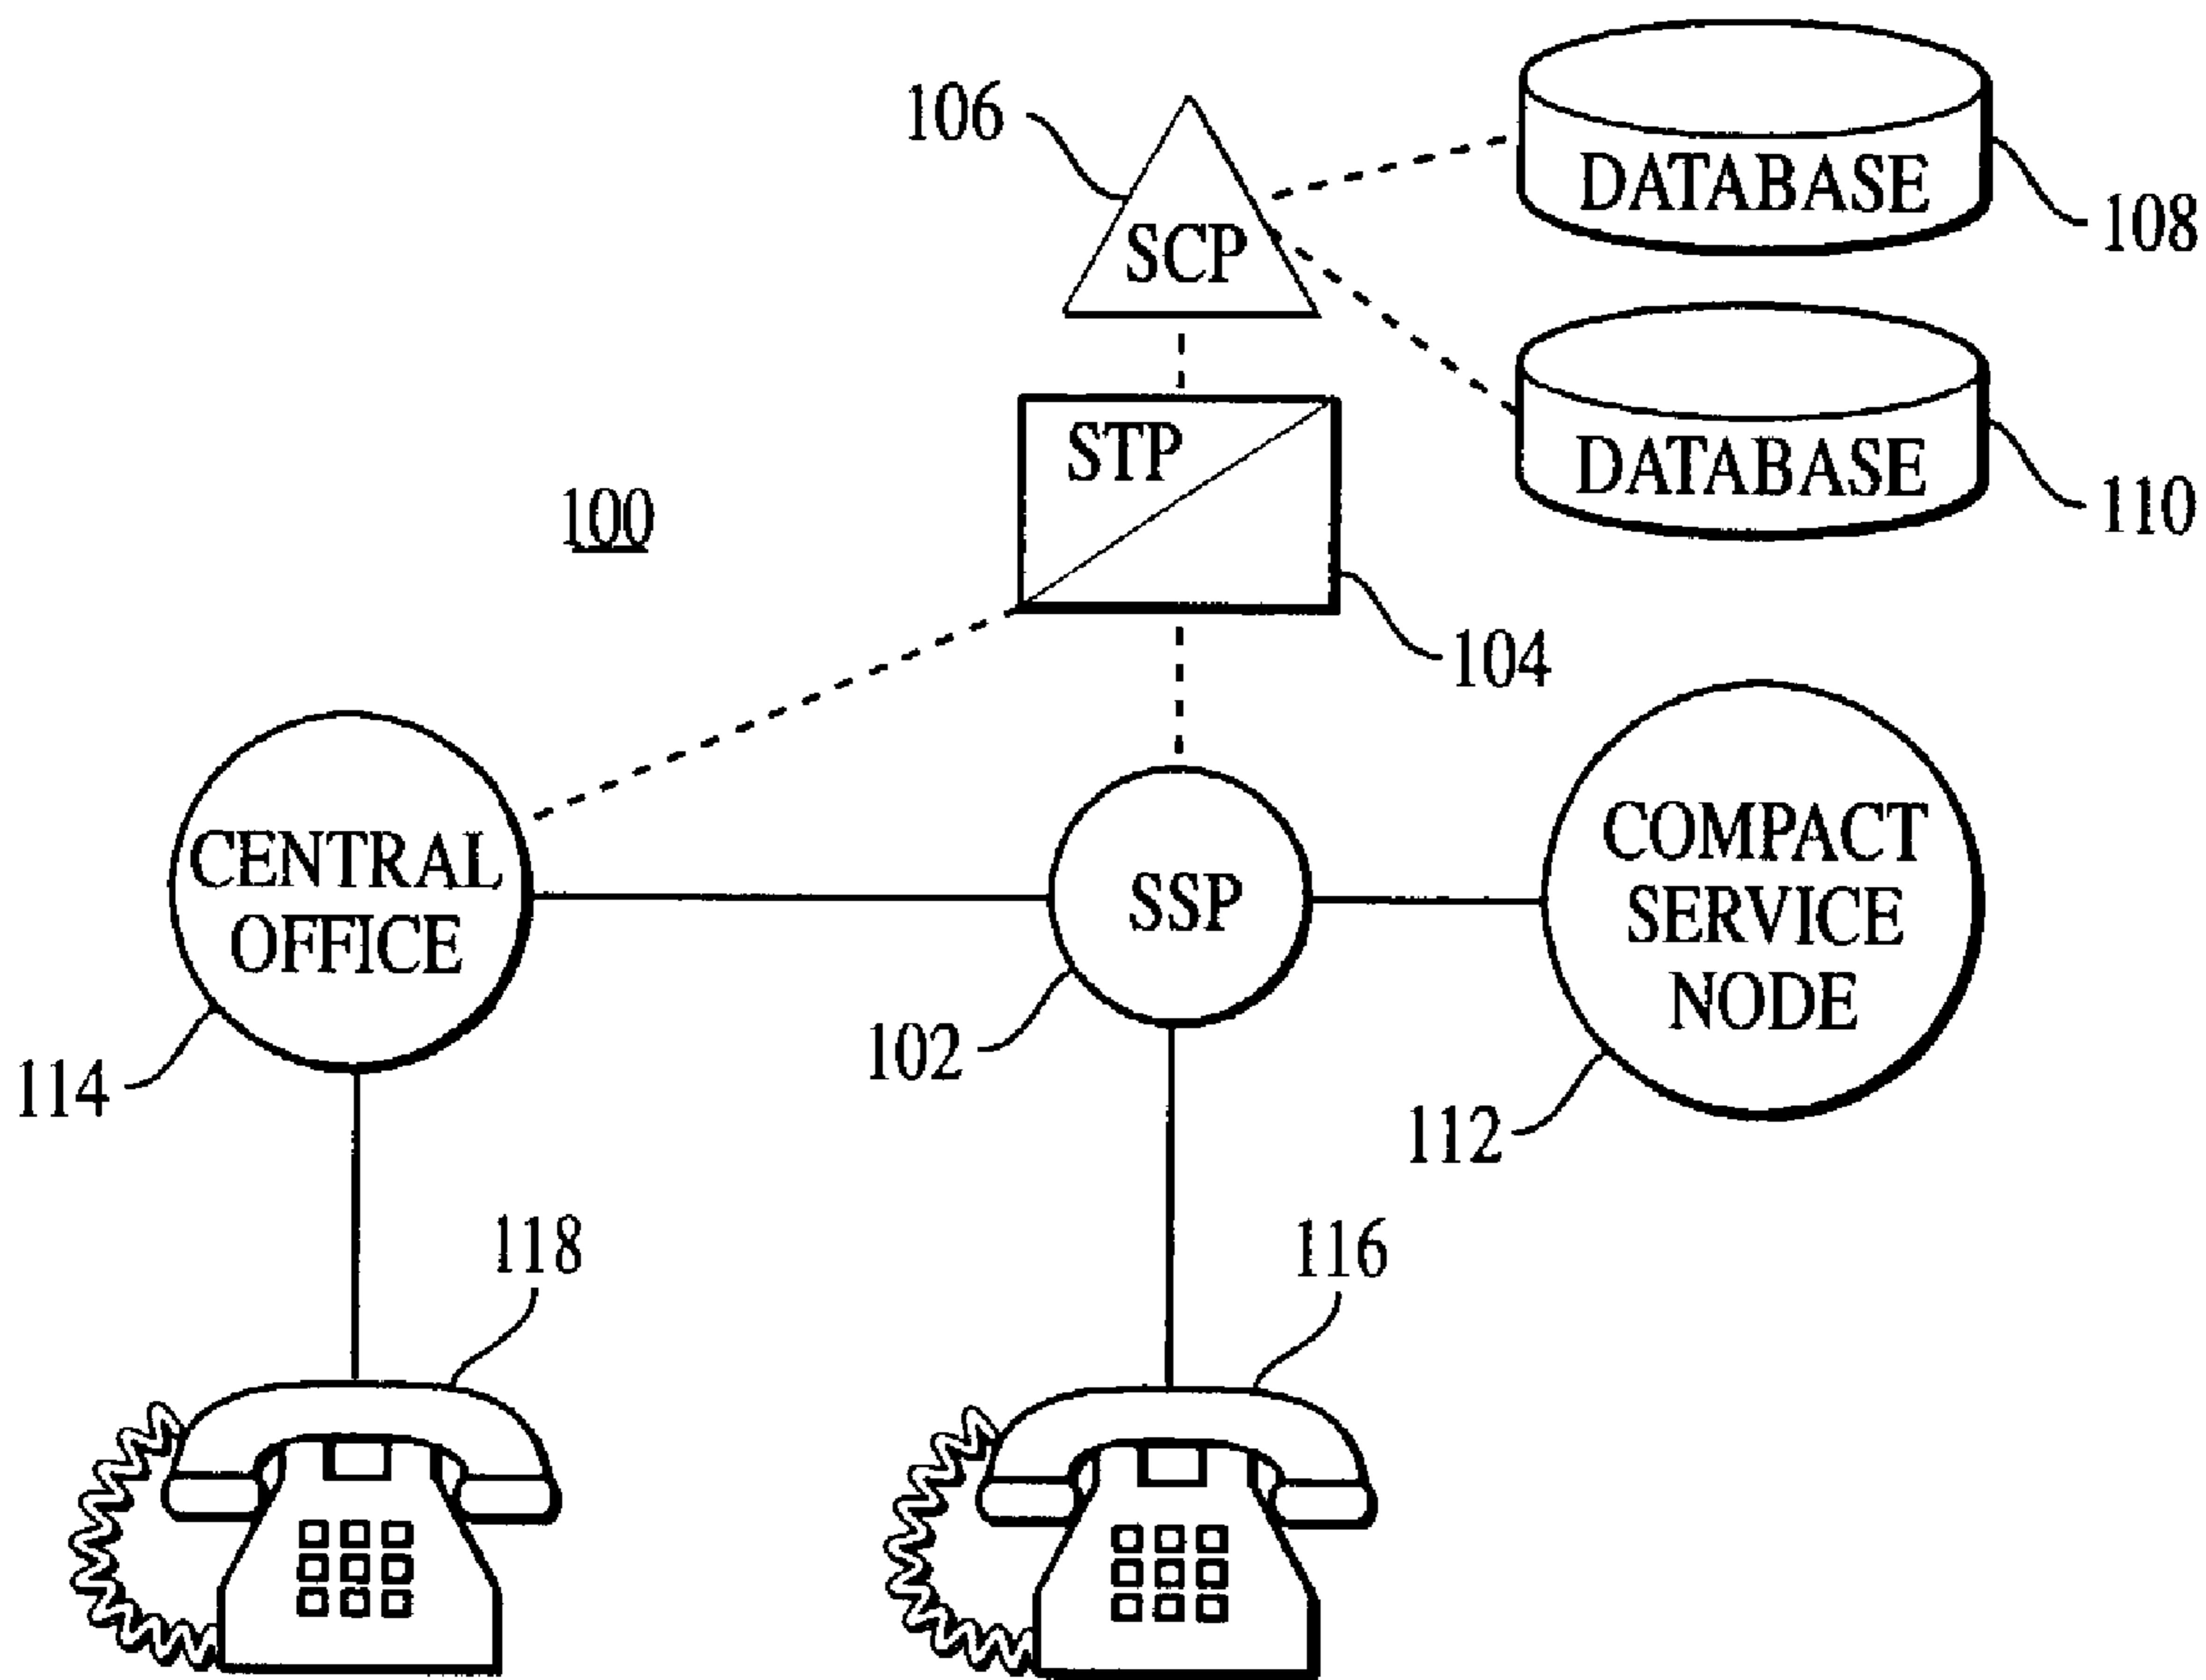 106
SCP
DATABASE
108
STP
DATABASE
110
100
104
CENTRAL
OFFICE
SSP
COMPACT
SERVICE
NODE
114
102
112
118
116